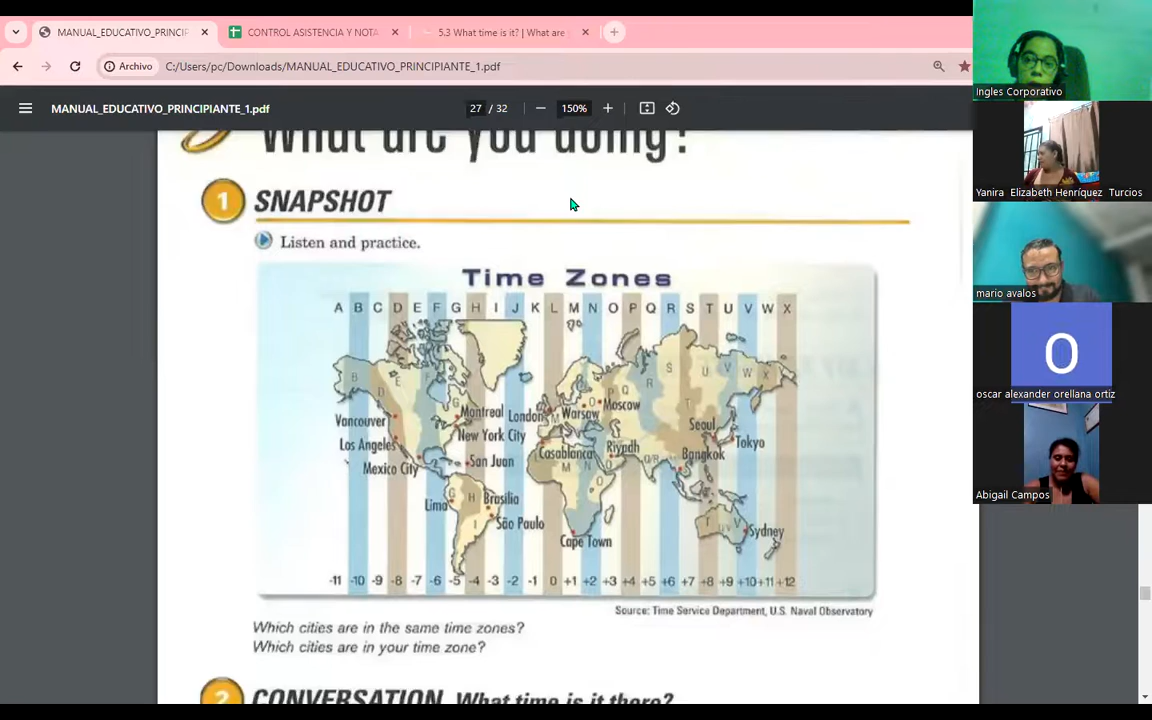 MANUAL_EDUCATIVO_PRINCIP
CONTROL ASISTENCIA Y NOTA
5.3 What time is it? | What are
Archivo
C:/Users/pc/Downloads/MANUAL_EDUCATIVO_PRINCIPIANTE_1.pdf
MANUAL_EDUCATIVO_PRINCIPIANTE_1.pdf
27 / 32
150%
What are you doing?
1 SNAPSHOT
Listen and practice.
Time Zones
A B C D E F G H I J K L M N O P Q R S T U V W X
Vancouver
Los Angeles
Mexico City
Montreal
New York City
San Juan
Lima
Brasília
São Paulo
London
Warsaw
Moscow
Casablanca
Riyadh
Cape Town
Seoul
Tokyo
Bangkok
Sydney
-11 -10 -9 -8 -7 -6 -5 -4 -3 -2 -1 0 +1 +2 +3 +4 +5 +6 +7 +8 +9 +10 +11 +12
Source: Time Service Department, U.S. Naval Observatory
Which cities are in the same time zones?
Which cities are in your time zone?
2 CONVERSATION What time is it there?
Ingles Corporativo
Yanira Elizabeth Henríquez Turcios
mario avalos
O
oscar alexander orellana ortiz
Abigail Campos